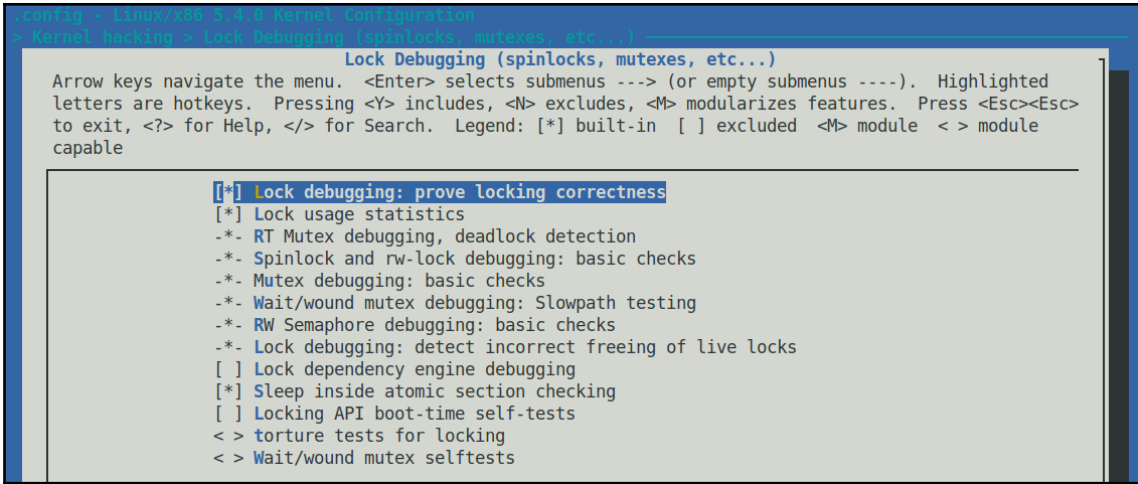 .config - Linux/x86 5.4.0 Kernel Configuration
> Kernel hacking > Lock Debugging (spinlocks, mutexes, etc...)
Lock Debugging (spinlocks, mutexes, etc...)
Arrow keys navigate the menu.  <Enter> selects submenus ---> (or empty submenus ----).  Highlighted
letters are hotkeys.  Pressing <Y> includes, <N> excludes, <M> modularizes features.  Press <Esc><Esc>
to exit, <?> for Help, </> for Search.  Legend: [*] built-in  [ ] excluded  <M> module  < > module
capable
[*] Lock debugging: prove locking correctness
[*] Lock usage statistics
-*- RT Mutex debugging, deadlock detection
-*- Spinlock and rw-lock debugging: basic checks
-*- Mutex debugging: basic checks
-*- Wait/wound mutex debugging: Slowpath testing
-*- RW Semaphore debugging: basic checks
-*- Lock debugging: detect incorrect freeing of live locks
[ ] Lock dependency engine debugging
[*] Sleep inside atomic section checking
[ ] Locking API boot-time self-tests
< > torture tests for locking
< > Wait/wound mutex selftests